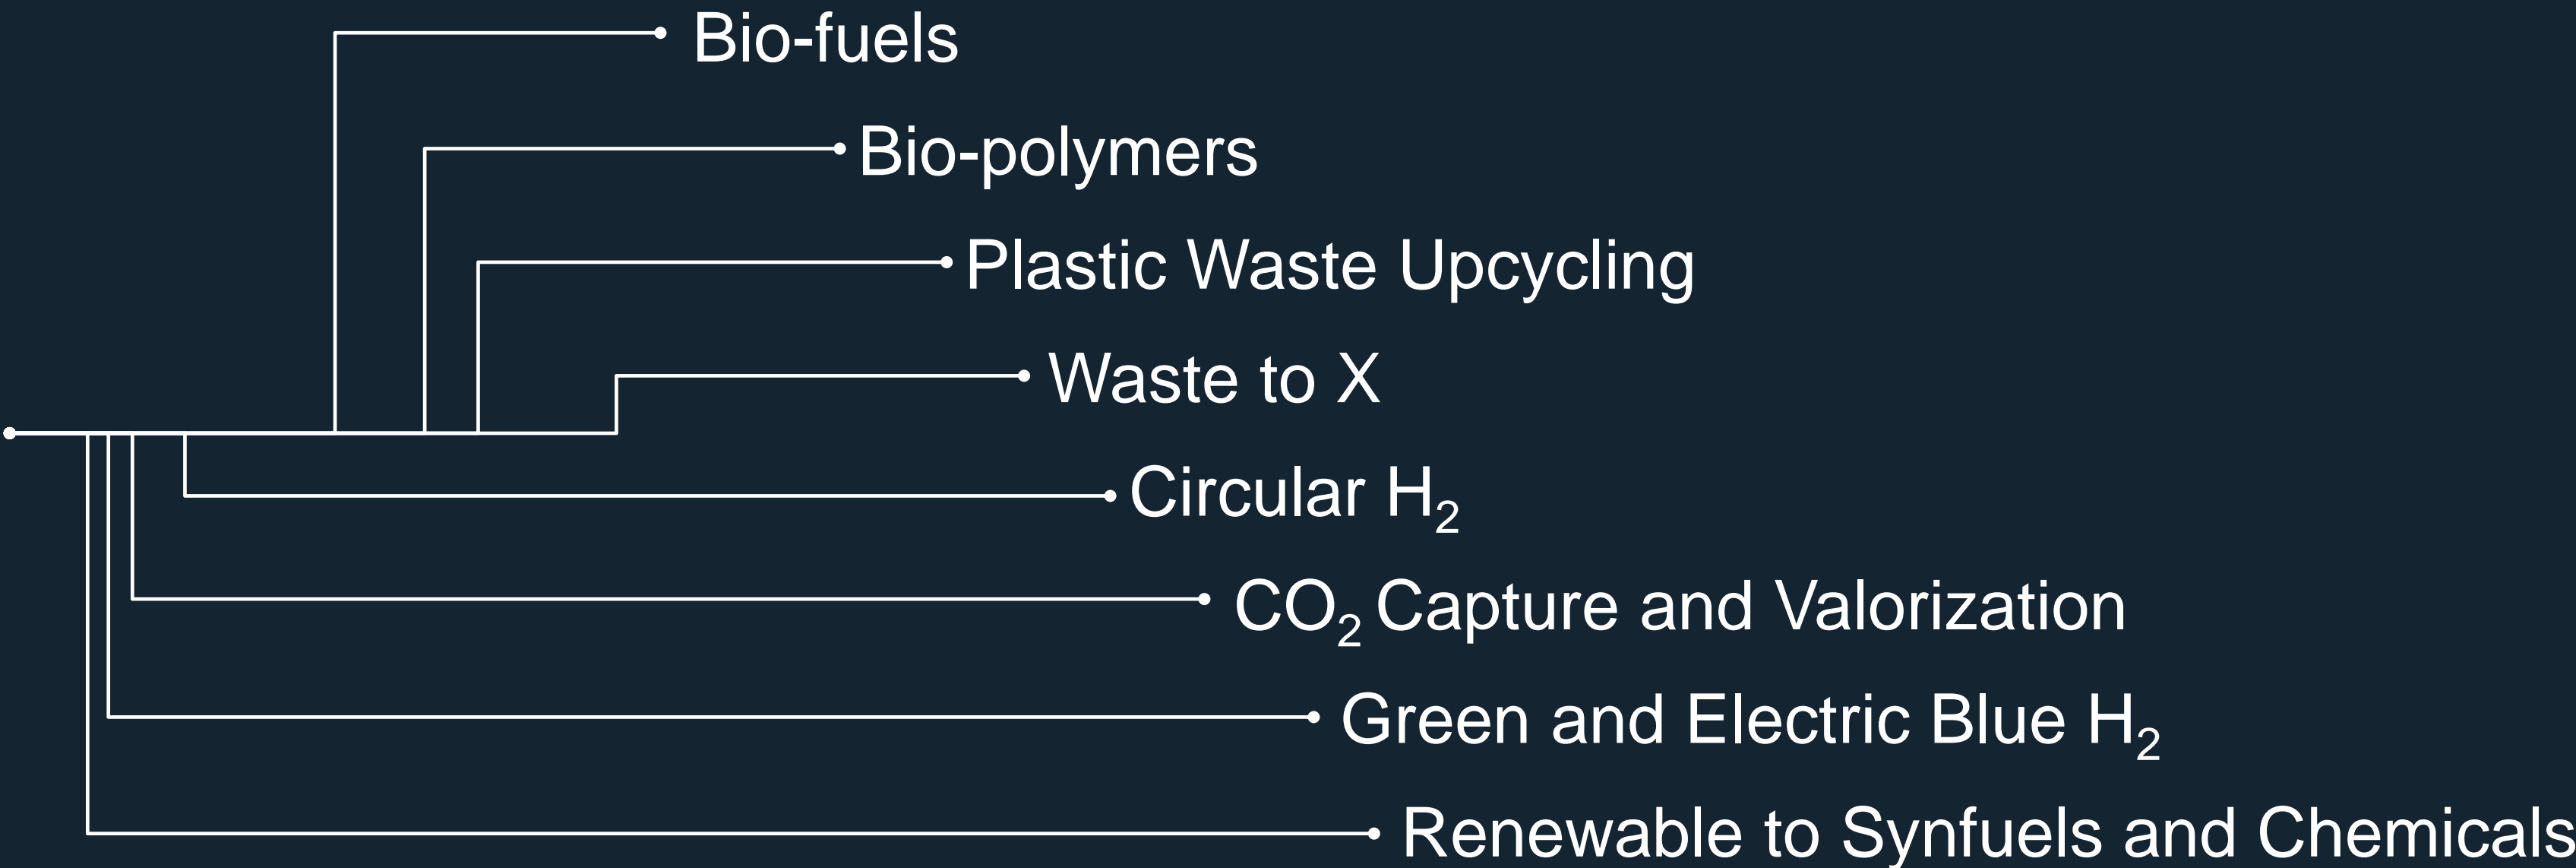 Bio-fuels
Bio-polymers
Plastic Waste Upcycling
Waste to X
Circular H₂
CO₂ Capture and Valorization
Green and Electric Blue H₂
Renewable to Synfuels and Chemicals